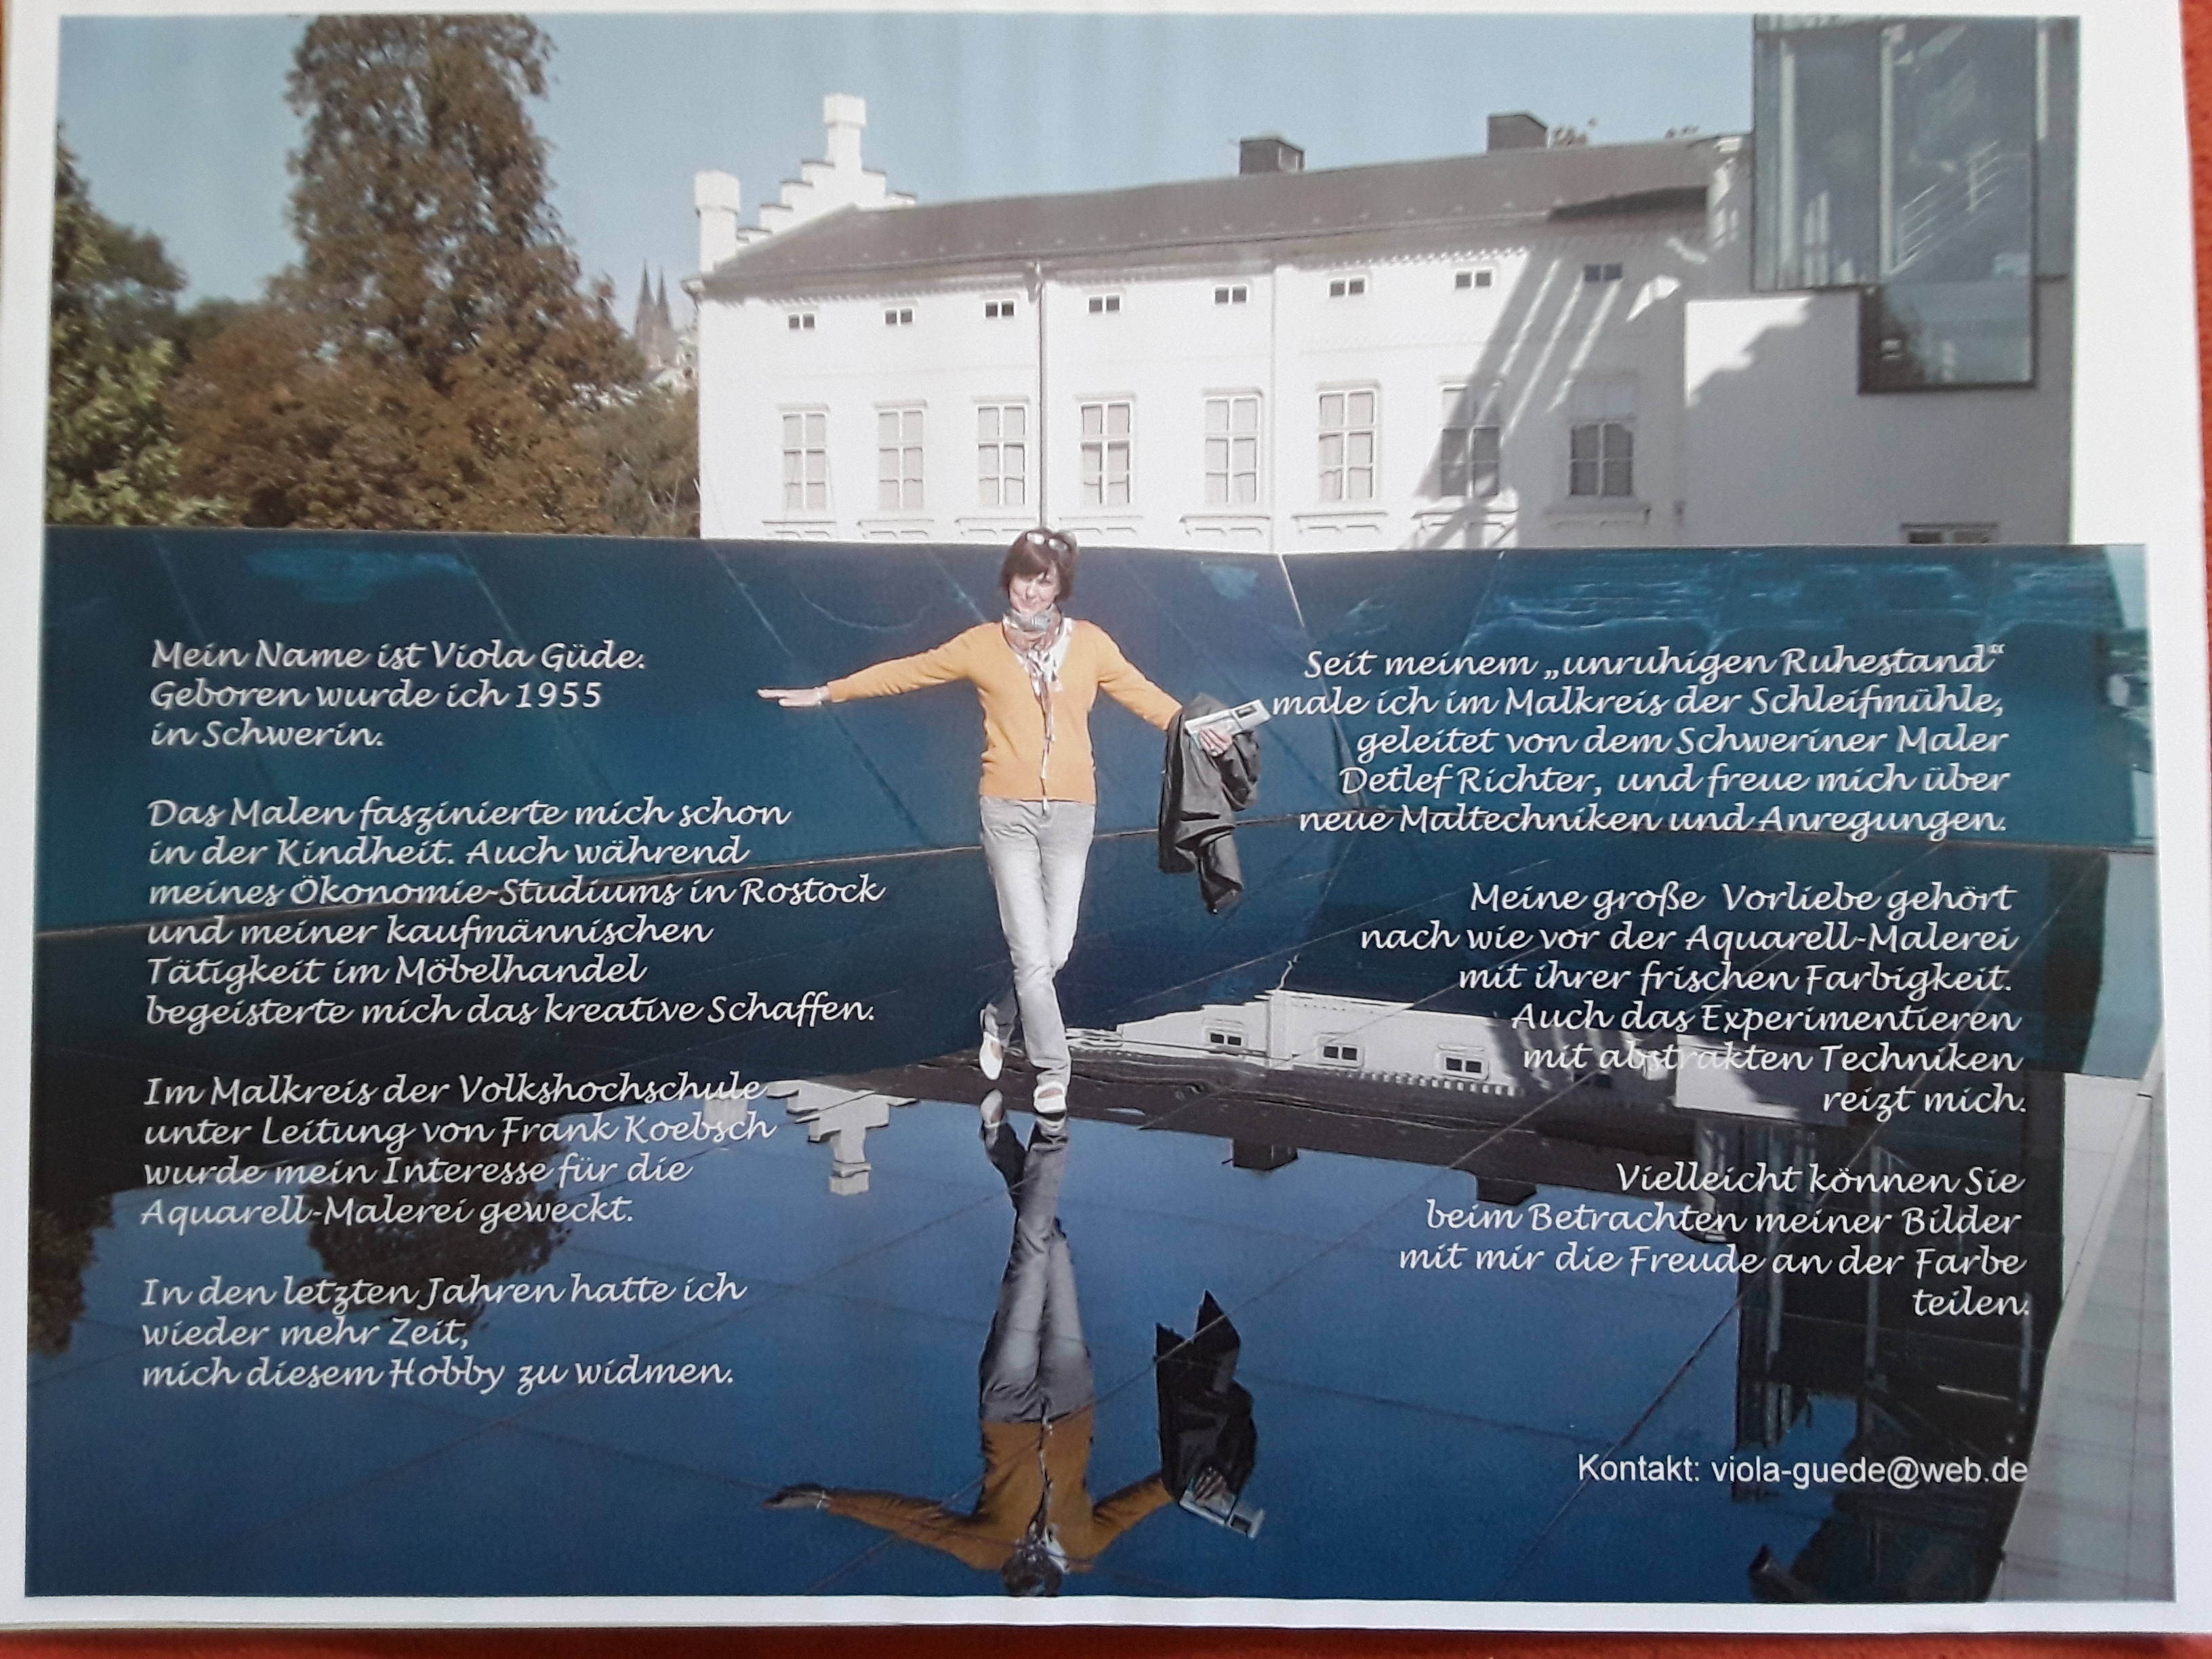 Mein Name ist Viola Güde.
Geboren wurde ich 1955
in Schwerin.
Das Malen faszinierte mich schon
in der Kindheit. Auch während
meines Ökonomie-Studiums in Rostock
und meiner kaufmännischen
Tätigkeit im Möbelhandel
begeisterte mich das kreative Schaffen.
Im Malkreis der Volkshochschule
unter Leitung von Frank Koebsch
wurde mein Interesse für die
Aquarell-Malerei geweckt.
In den letzten Jahren hatte ich
wieder mehr Zeit,
mich diesem Hobby zu widmen.
Seit meinem „unruhigen Ruhestand“
male ich im Malkreis der Schleifmühle,
geleitet von dem Schweriner Maler
Detlef Richter, und freue mich über
neue Maltechniken und Anregungen.
Meine große Vorliebe gehört
nach wie vor der Aquarell-Malerei
mit ihrer frischen Farbigkeit.
Auch das Experimentieren
mit abstrakten Techniken
reizt mich.
Vielleicht können Sie
beim Betrachten meiner Bilder
mit mir die Freude an der Farbe
teilen.
Kontakt: viola-guede@web.de